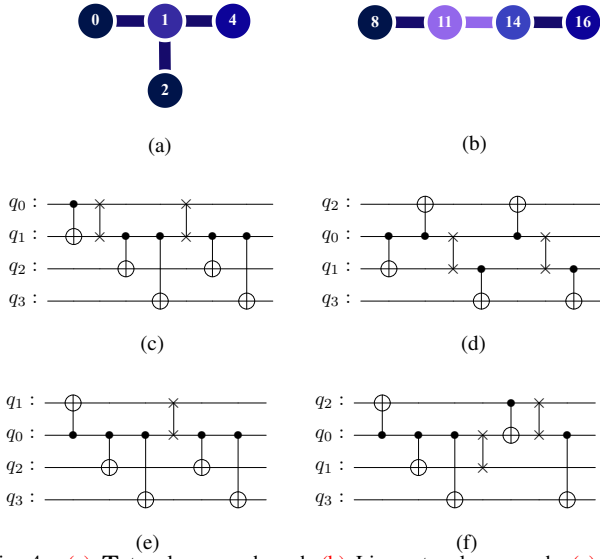 0 1 4
2
(a)
8 11 14 16
(b)
q0 :
q1 :
q2 :
q3 :
(c)
q2 :
q0 :
q1 :
q3 :
(d)
q1 :
q0 :
q2 :
q3 :
(e)
q2 :
q0 :
q1 :
q3 :
(f)